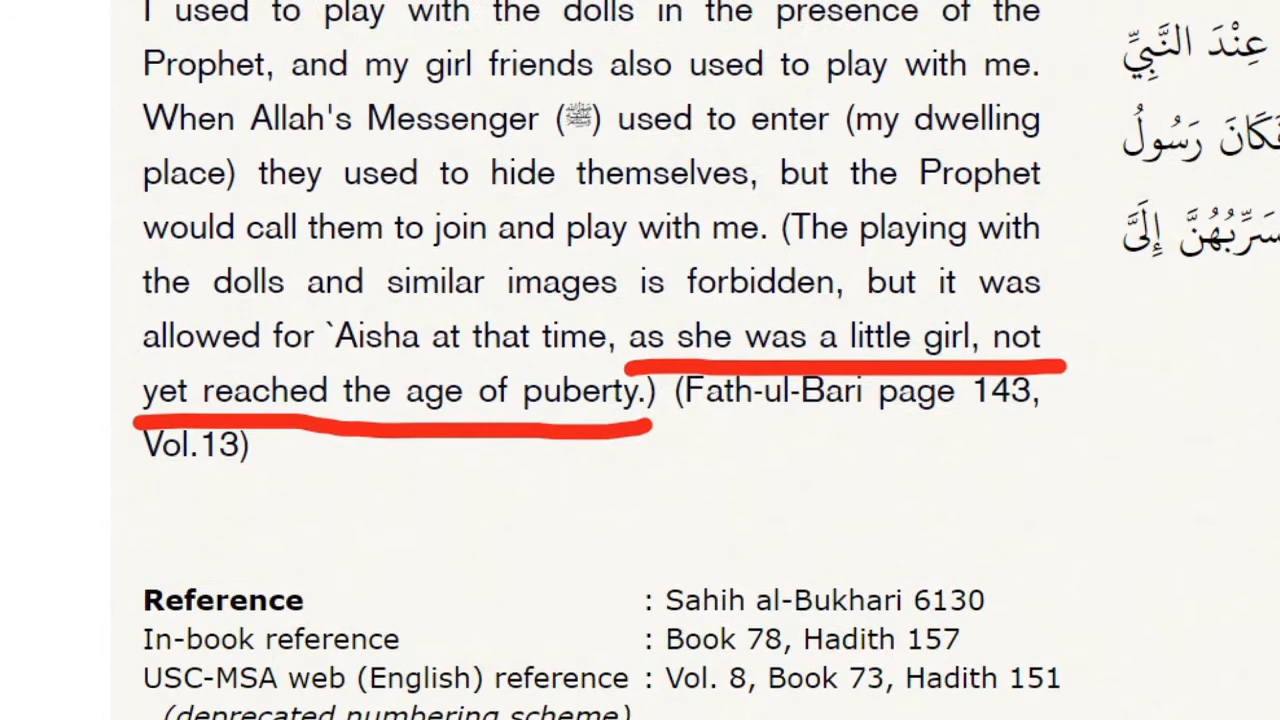 I used to play with the dolls in the presence of the
Prophet, and my girl friends also used to play with me.
When Allah's Messenger (ﷺ) used to enter (my dwelling
place) they used to hide themselves, but the Prophet
would call them to join and play with me. (The playing with
the dolls and similar images is forbidden, but it was
allowed for `Aisha at that time, as she was a little girl, not
yet reached the age of puberty.) (Fath-ul-Bari page 143,
Vol.13)
عِنْدَ النَّبِيِّ
فَكَانَ رَسُولُ
إِلَىَّ
Reference : Sahih al-Bukhari 6130
In-book reference : Book 78, Hadith 157
USC-MSA web (English) reference : Vol. 8, Book 73, Hadith 151
(deprecated numbering scheme)